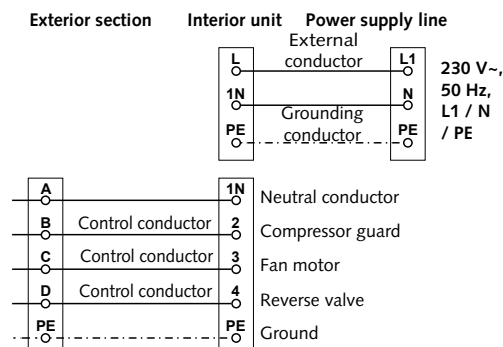 Exterior section Interior unit Power supply line
External
conductor
L L1
230 V~,
50 Hz,
L1 / N
/ PE
1N N
Grounding
conductor
PE PE
A 1N Neutral conductor
B Control conductor 2 Compressor guard
C Control conductor 3 Fan motor
D Control conductor 4 Reverse valve
PE PE Ground